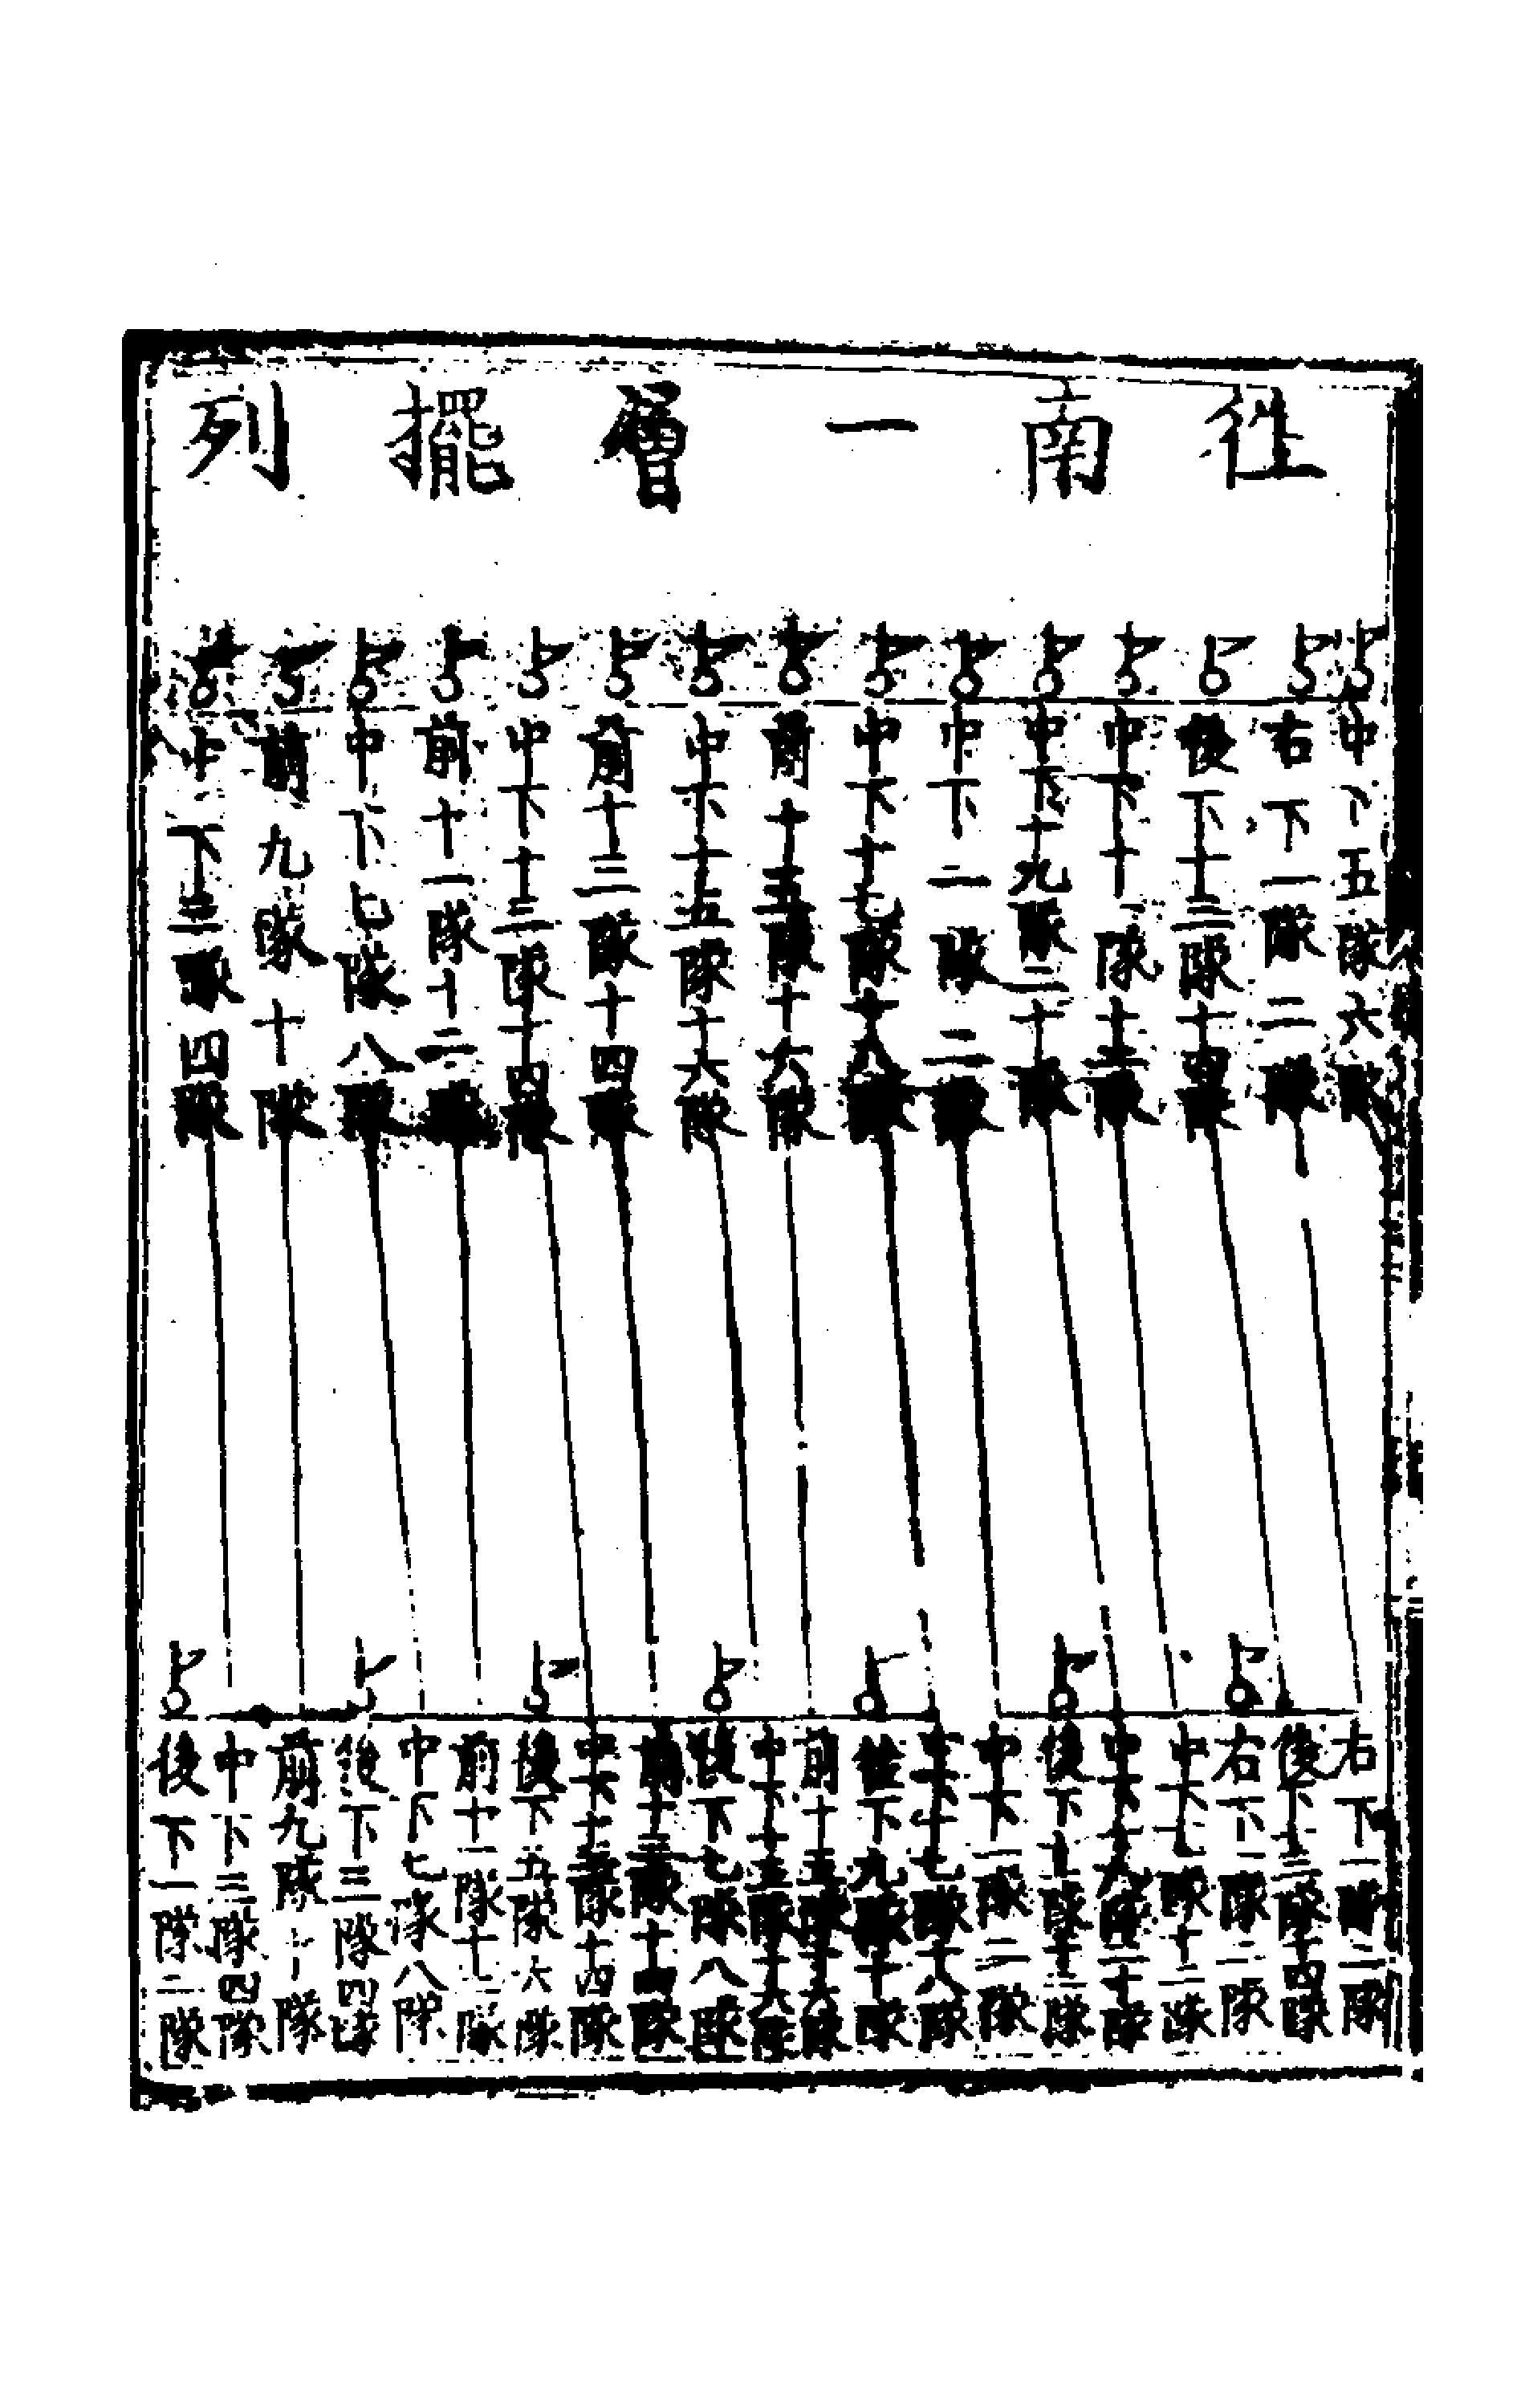 往南一層擺列
中下五隊六隊
右下一隊二隊
後下十三隊十四隊
中下十一隊十二隊
中下十九隊二十隊
中下一隊二隊
中下十七隊十八隊
前十五隊十六隊
中下十五隊十六隊
前十三隊十四隊
中下十三隊十四隊
前十一隊十二隊
中下七隊八隊
前九隊十隊
中下三隊四隊
右下一隊二隊
後下十三隊十四隊
右下一隊二隊
中下十一隊十二隊
中下十九隊二十隊
後下十一隊十二隊
中下一隊二隊
中下十七隊十八隊
後下九隊十隊
前十五隊十六隊
中下十五隊十六隊
後下七隊八隊
前十三隊十四隊
中下十三隊十四隊
後下五隊六隊
前十一隊十二隊
中下七隊八隊
後下三隊四隊
前九隊十隊
中下三隊四隊
後下一隊二隊